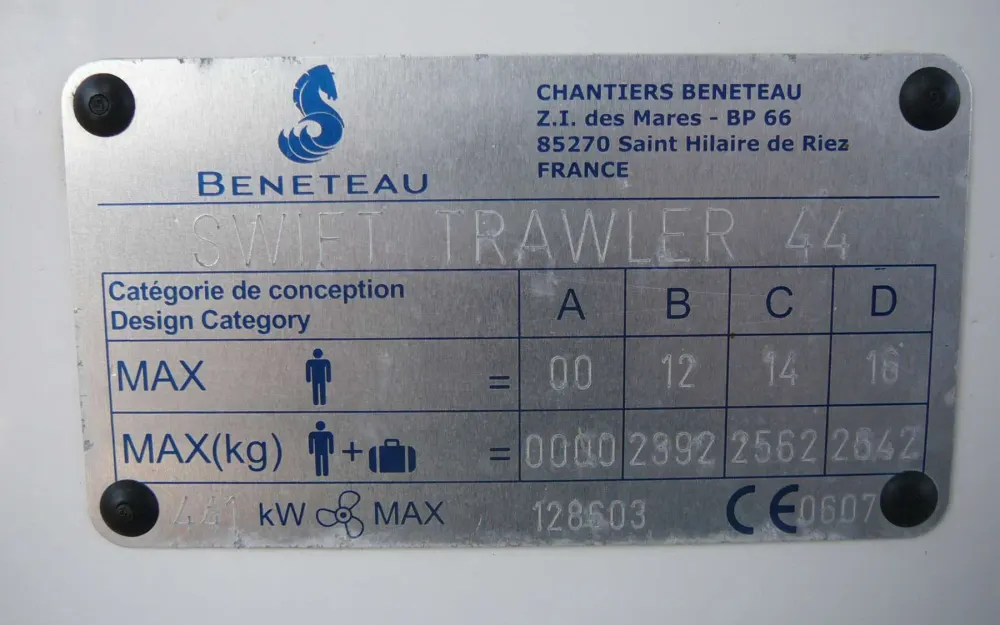 BENETEAU
CHANTIERS BENETEAU
Z.I. des Mares - BP 66
85270 Saint Hilaire de Riez
FRANCE
SWIFT TRAWLER 44
Catégorie de conception
Design Category
A B C D
MAX = 00 12 14 16
MAX(kg) + = 0000 2392 2562 2642
441 kW MAX 128603 CE 0607